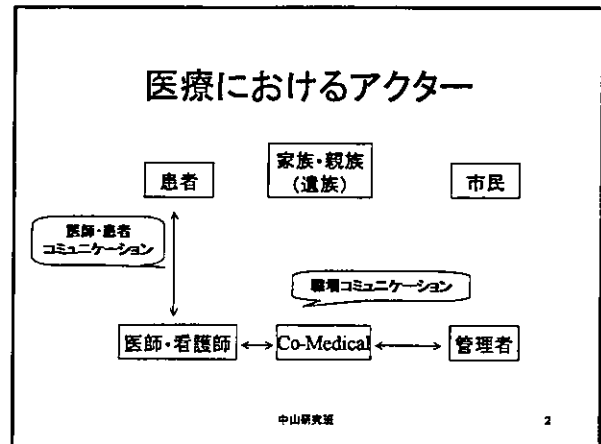 医療におけるアクター
患者
家族・親族
(遺族)
市民
医師・患者
コミュニケーション
職場コミュニケーション
医師・看護師
Co-Medical
管理者
中山研究班
2